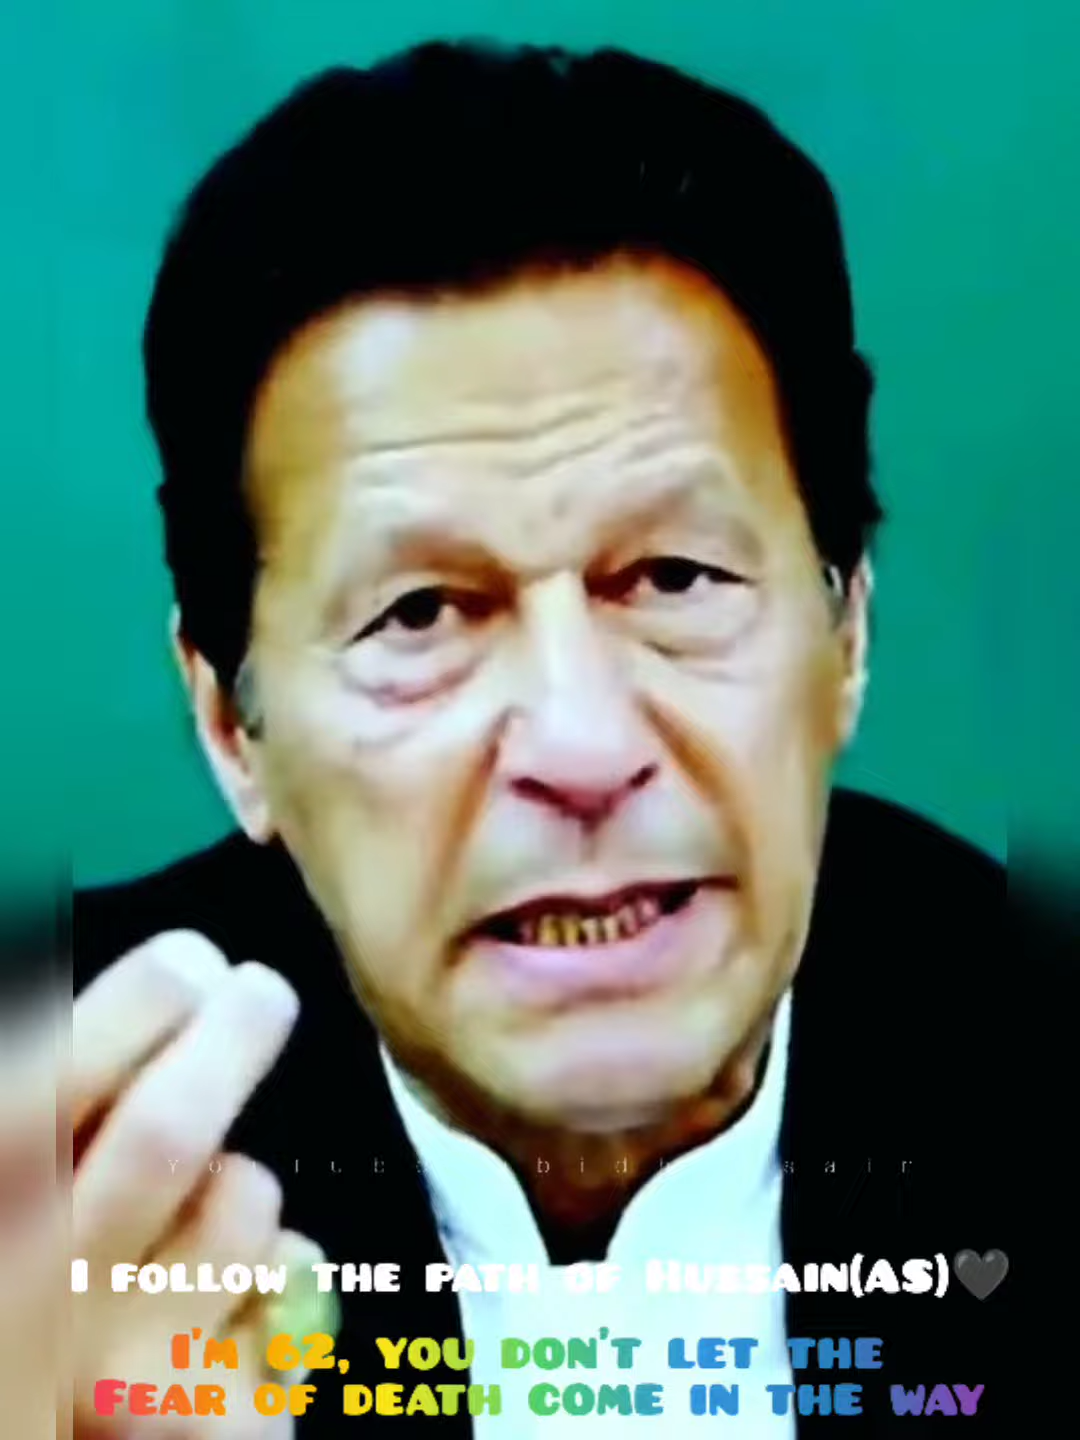 I FOLLOW THE PATH OF HUSSAIN(AS)🖤
I'M 62, YOU DON'T LET THE
FEAR OF DEATH COME IN THE WAY